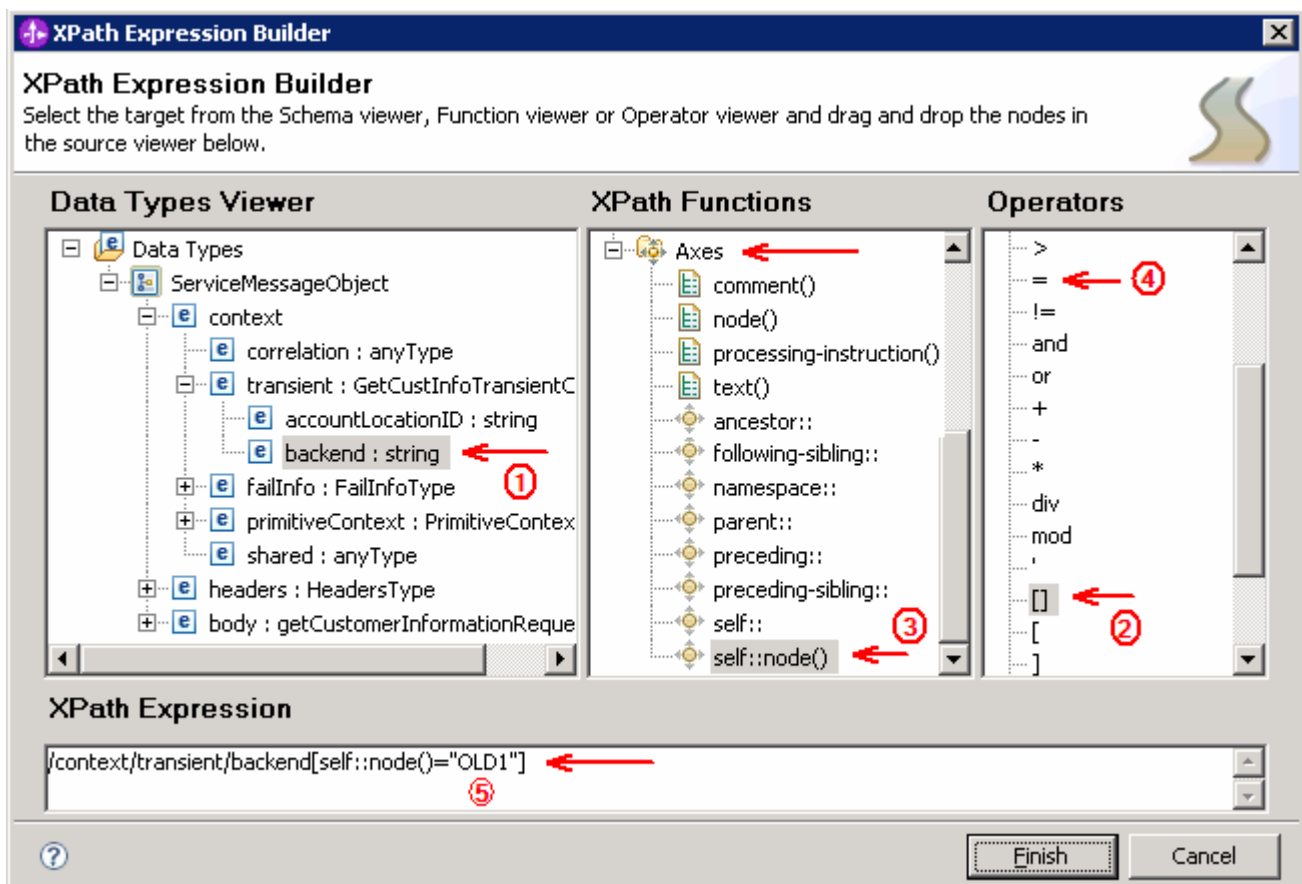 XPath Expression Builder
XPath Expression Builder
Select the target from the Schema viewer, Function viewer or Operator viewer and drag and drop the nodes in
the source viewer below.
Data Types Viewer
Data Types
ServiceMessageObject
context
correlation : anyType
transient : GetCustInfoTransientC
accountLocationID : string
backend : string
1
failInfo : FailInfoType
primitiveContext : PrimitiveContex
shared : anyType
headers : HeadersType
body : getCustomerInformationReque
XPath Functions
Axes
comment()
node()
processing-instruction()
text()
ancestor::
following-sibling::
namespace::
parent::
preceding::
preceding-sibling::
self::
3
self::node()
Operators
>
=
4
!=
and
or
+
-
*
div
mod
'
[]
2
[
]
XPath Expression
/context/transient/backend[self::node()="OLD1"]
5
?
Finish
Cancel